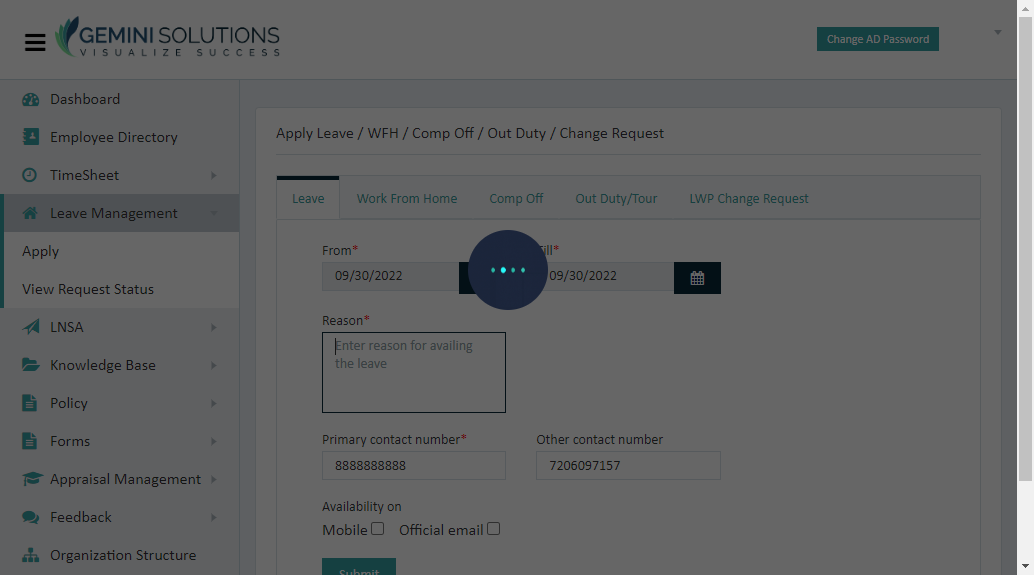 GEMINI SOLUTIONS
VISUALIZE SUCCESS
Change AD Password
Dashboard
Employee Directory
TimeSheet
Leave Management
Apply
View Request Status
LNSA
Knowledge Base
Policy
Forms
Appraisal Management
Feedback
Organization Structure
Apply Leave / WFH / Comp Off / Out Duty / Change Request
Leave Work From Home Comp Off Out Duty/Tour LWP Change Request
From* Till*
09/30/2022 09/30/2022
Reason*
Enter reason for availing
the leave
Primary contact number* Other contact number
8888888888 7206097157
Availability on
Mobile Official email
Submit